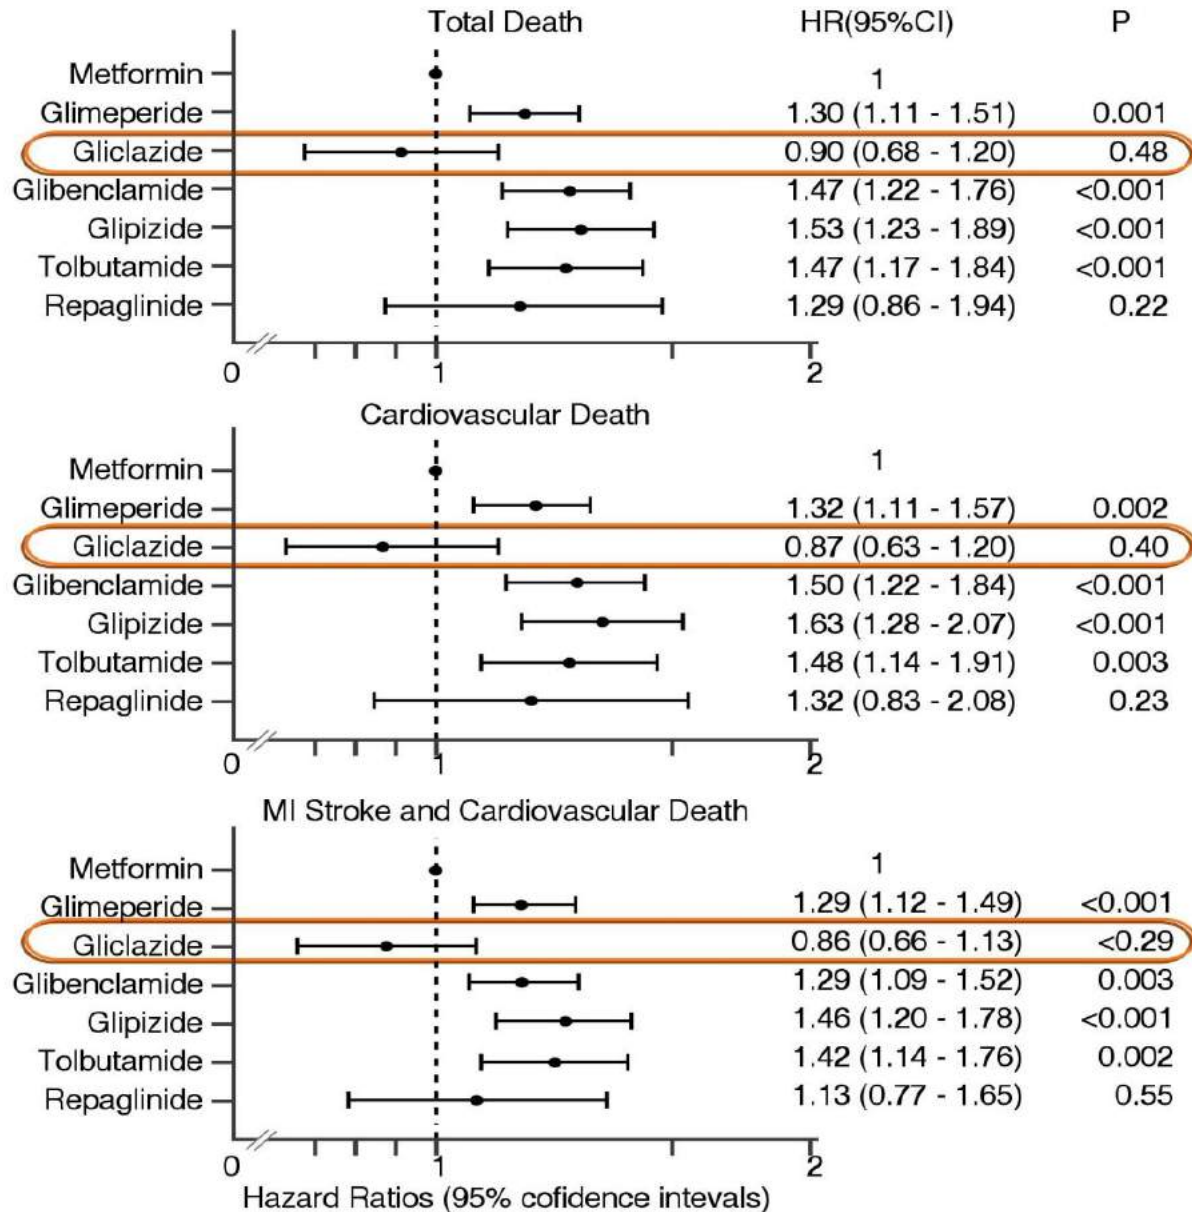 Total Death HR(95%CI) P
Metformin 1
Glimeperide 1.30 (1.11 - 1.51) 0.001
Gliclazide 0.90 (0.68 - 1.20) 0.48
Glibenclamide 1.47 (1.22 - 1.76) <0.001
Glipizide 1.53 (1.23 - 1.89) <0.001
Tolbutamide 1.47 (1.17 - 1.84) <0.001
Repaglinide 1.29 (0.86 - 1.94) 0.22
0 1 2
Cardiovascular Death
Metformin 1
Glimeperide 1.32 (1.11 - 1.57) 0.002
Gliclazide 0.87 (0.63 - 1.20) 0.40
Glibenclamide 1.50 (1.22 - 1.84) <0.001
Glipizide 1.63 (1.28 - 2.07) <0.001
Tolbutamide 1.48 (1.14 - 1.91) 0.003
Repaglinide 1.32 (0.83 - 2.08) 0.23
0 1 2
MI Stroke and Cardiovascular Death
Metformin 1
Glimeperide 1.29 (1.12 - 1.49) <0.001
Gliclazide 0.86 (0.66 - 1.13) <0.29
Glibenclamide 1.29 (1.09 - 1.52) 0.003
Glipizide 1.46 (1.20 - 1.78) <0.001
Tolbutamide 1.42 (1.14 - 1.76) 0.002
Repaglinide 1.13 (0.77 - 1.65) 0.55
0 1 2
Hazard Ratios (95% cofidence intevals)